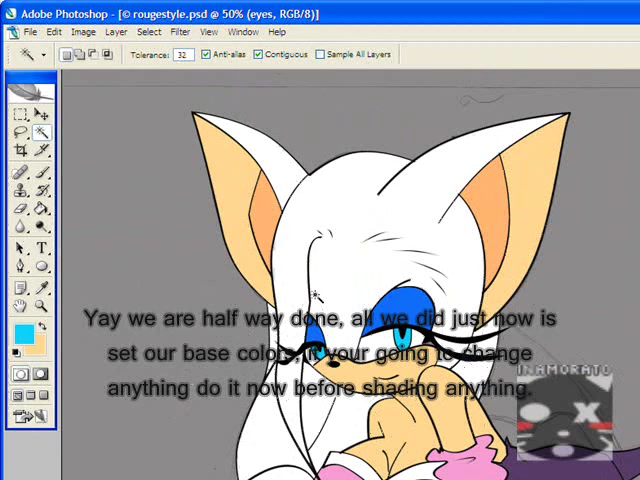 Adobe Photoshop - [© rougestyle.psd @ 50% (eyes, RGB/8)]
File Edit Image Layer Select Filter View Window Help
Tolerance: 32 Anti-alias Contiguous Sample All Layers
Yay we are half way done, all we did just now is
set our base colors, if your going to change
anything do it now before shading anything.
INAMORATO